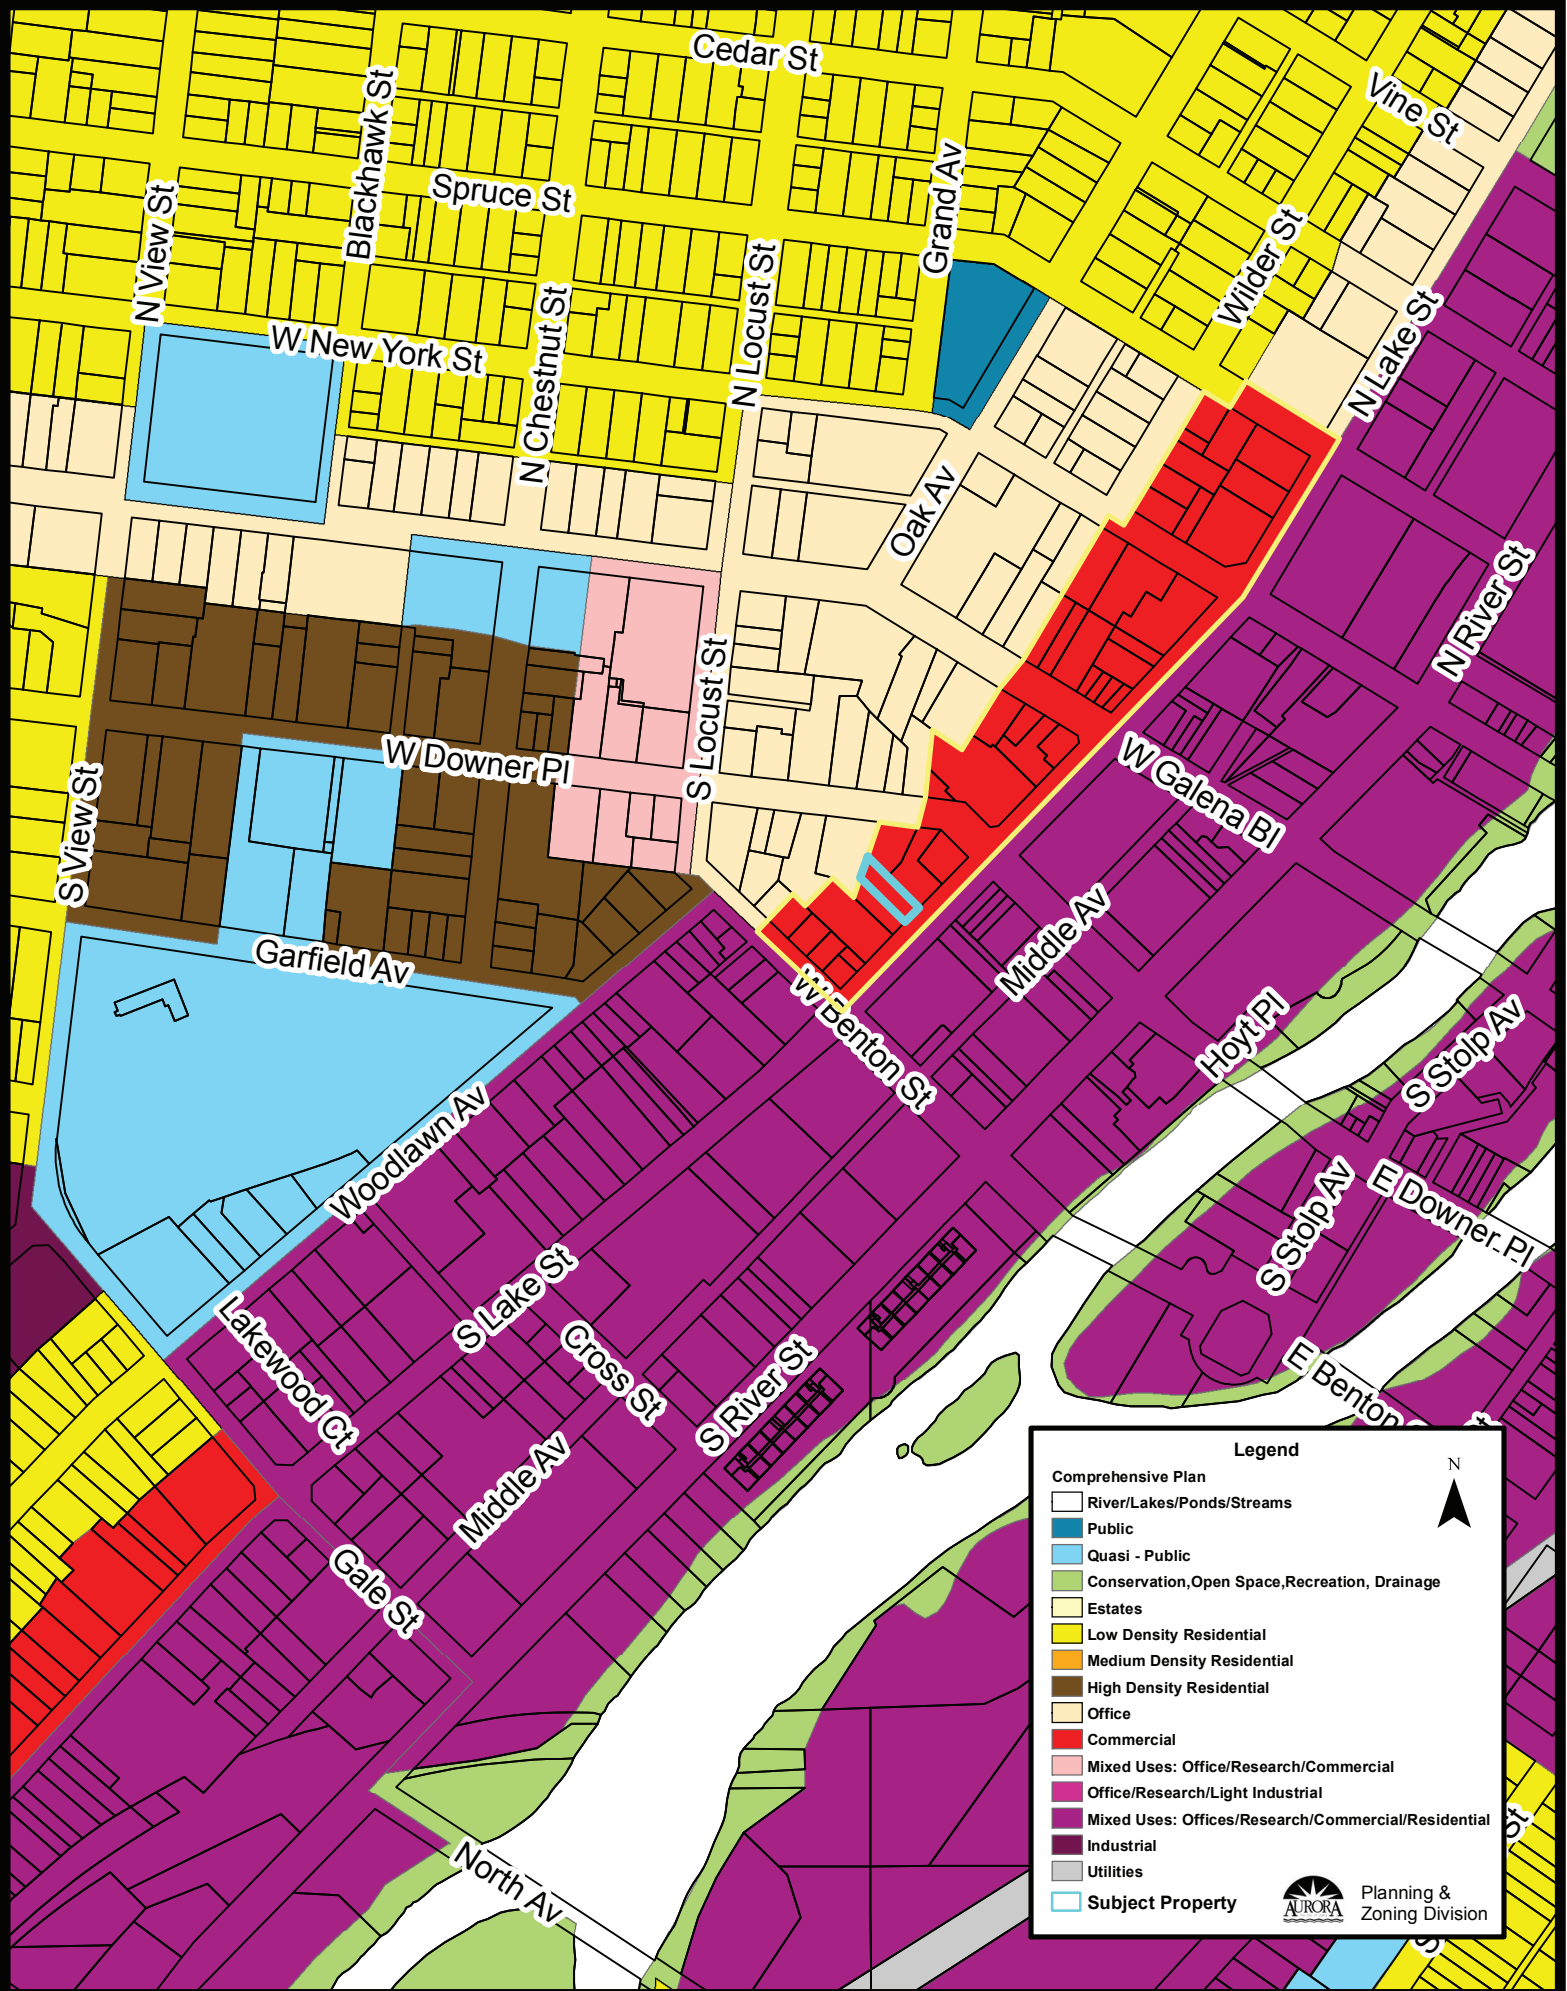 Cedar St
Vine St
Blackhawk St
Spruce St
Grand Av
N View St
Wilder St
N Locust St
N Chestnut St
W New York St
N Lake St
Oak Av
N River St
S Locust St
W Downer Pl
W Galena Bl
S View St
Middle Av
Garfield Av
W Benton St
Hoyt Pl
S Stolp Av
Woodlawn Av
S Stolp Av
E Downer Pl
S Lake St
Lakewood Ct
Cross St
S River St
E Benton
st
Middle Av
Gale St
North Av
St
S
Legend
N
Comprehensive Plan
River/Lakes/Ponds/Streams
Public
Quasi - Public
Conservation,Open Space,Recreation, Drainage
Estates
Low Density Residential
Medium Density Residential
High Density Residential
Office
Commercial
Mixed Uses: Office/Research/Commercial
Office/Research/Light Industrial
Mixed Uses: Offices/Research/Commercial/Residential
Industrial
Utilities
Subject Property
AURORA
Planning &
Zoning Division